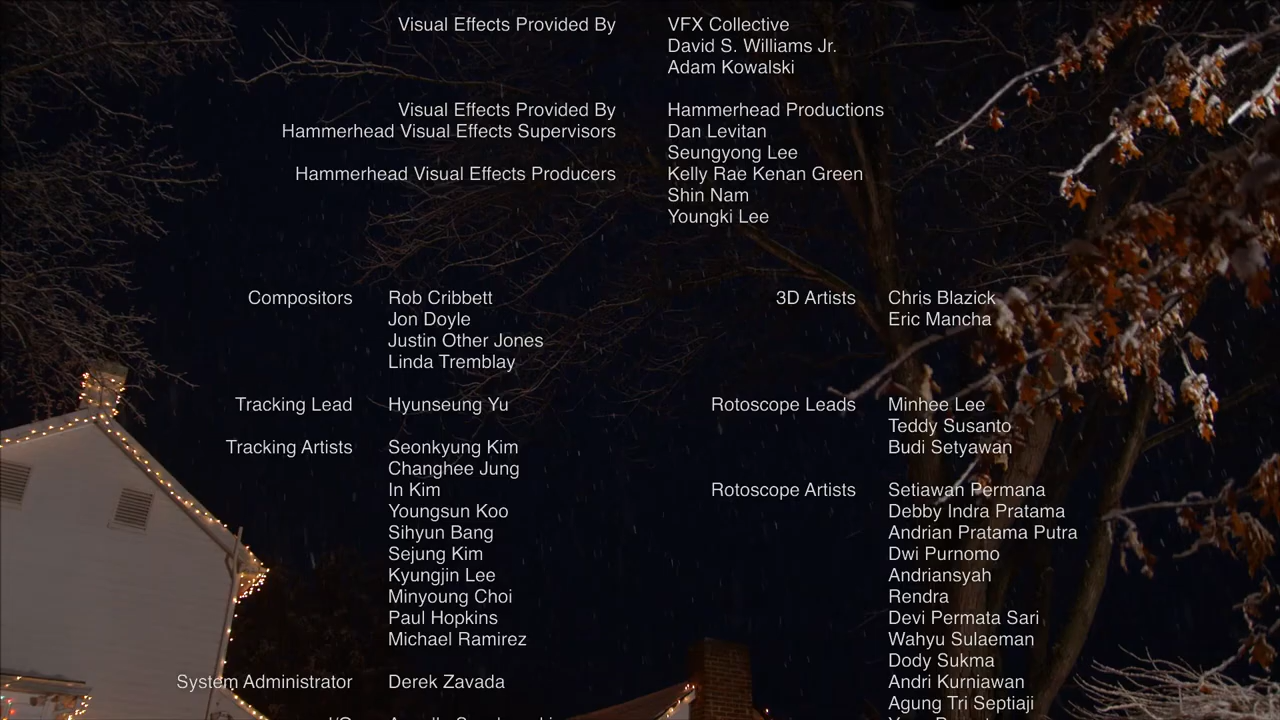 Visual Effects Provided By VFX Collective
David S. Williams Jr.
Adam Kowalski
Visual Effects Provided By Hammerhead Productions
Hammerhead Visual Effects Supervisors Dan Levitan
Seungyong Lee
Hammerhead Visual Effects Producers Kelly Rae Kenan Green
Shin Nam
Youngki Lee
Compositors Rob Cribbett
Jon Doyle
Justin Other Jones
Linda Tremblay
Tracking Lead Hyunseung Yu
Tracking Artists Seonkyung Kim
Changhee Jung
In Kim
Youngsun Koo
Sihyun Bang
Sejung Kim
Kyungjin Lee
Minyoung Choi
Paul Hopkins
Michael Ramirez
System Administrator Derek Zavada
3D Artists Chris Blazick
Eric Mancha
Rotoscope Leads Minhee Lee
Teddy Susanto
Budi Setyawan
Rotoscope Artists Setiawan Permana
Debby Indra Pratama
Andrian Pratama Putra
Dwi Purnomo
Andriansyah
Rendra
Devi Permata Sari
Wahyu Sulaeman
Dody Sukma
Andri Kurniawan
Agung Tri Septiaji